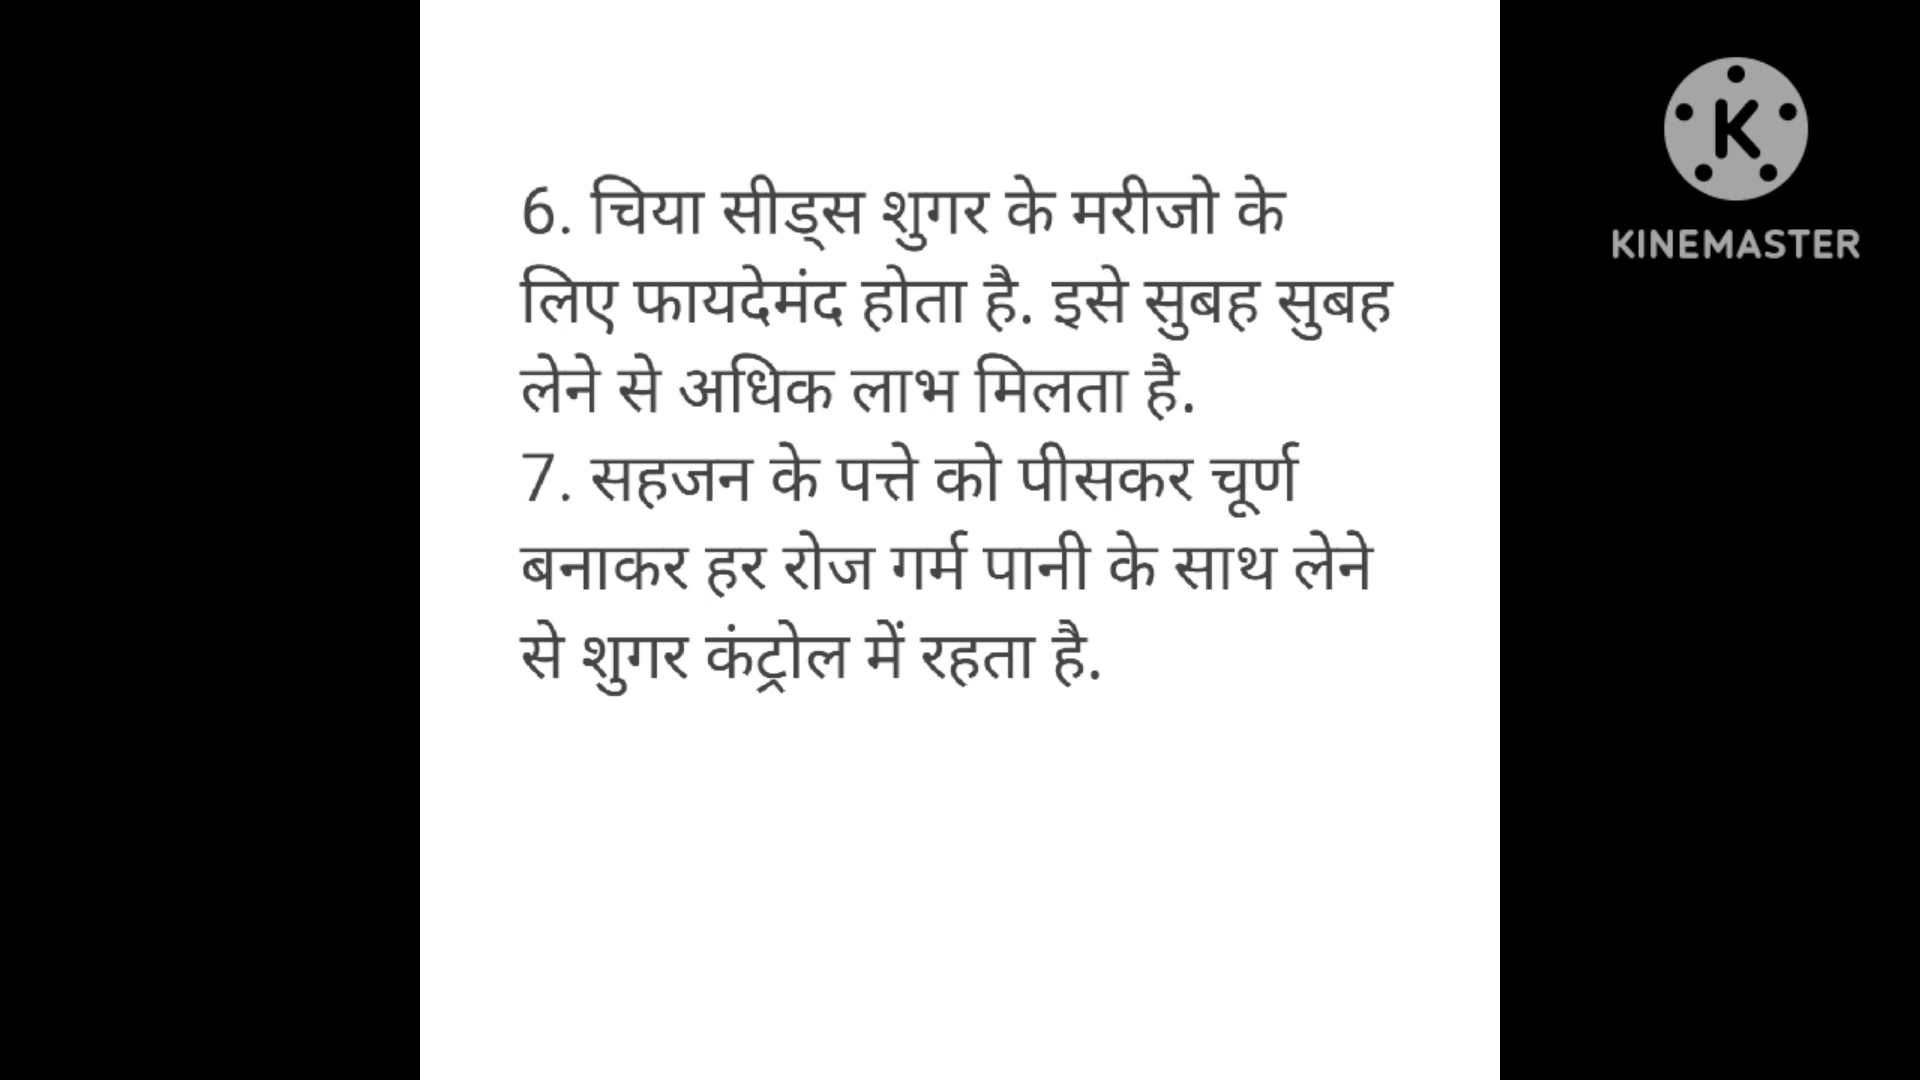 6. चिया सीड्स शुगर के मरीजो के
लिए फायदेमंद होता है. इसे सुबह सुबह
लेने से अधिक लाभ मिलता है.
7. सहजन के पत्ते को पीसकर चूर्ण
बनाकर हर रोज गर्म पानी के साथ लेने
से शुगर कंट्रोल में रहता है.
K
KINEMASTER